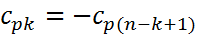 c_{pk} = -c_{p(n-k+1)}